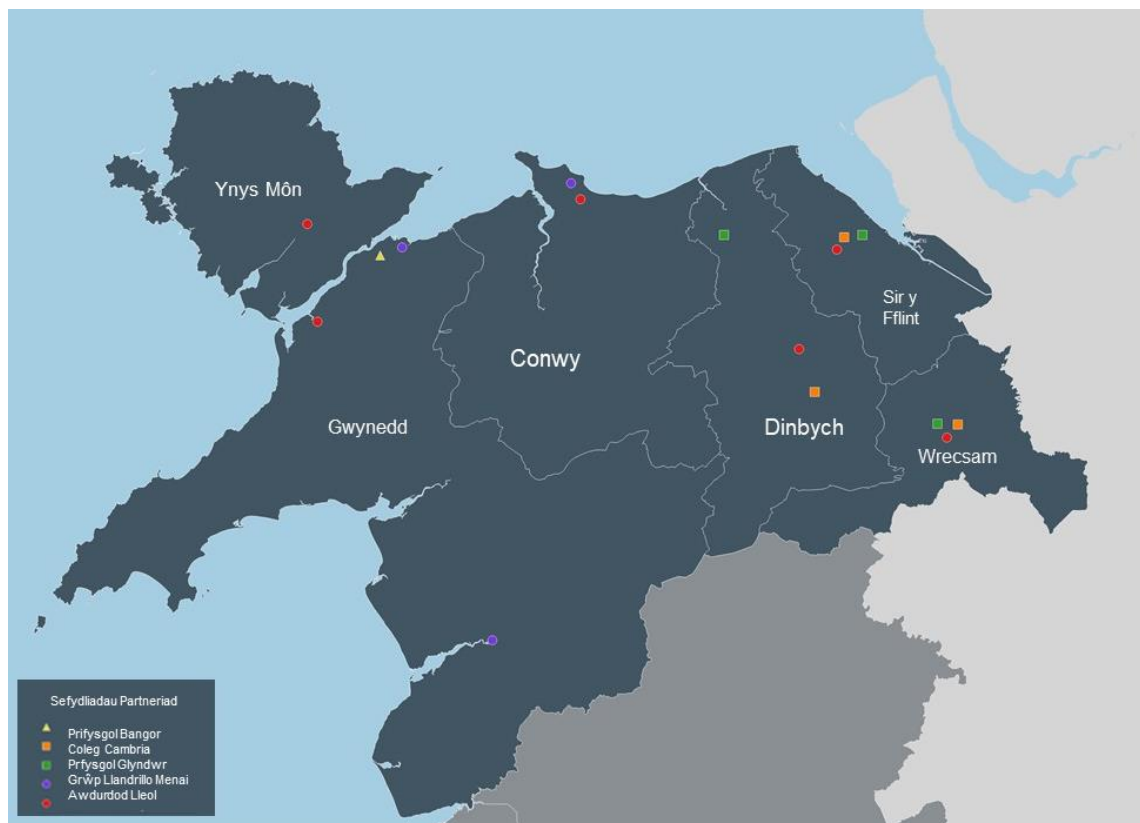 Ynys Môn
Sir y
Fflint
Conwy
Gwynedd
Dinbych
Wrecsam
Sefydliadau Partneriad
Prifysgol Bangor
Coleg Cambria
Prfysgol Glyndwr
Grŵp Llandrillo Menai
Awdurdod Lleol